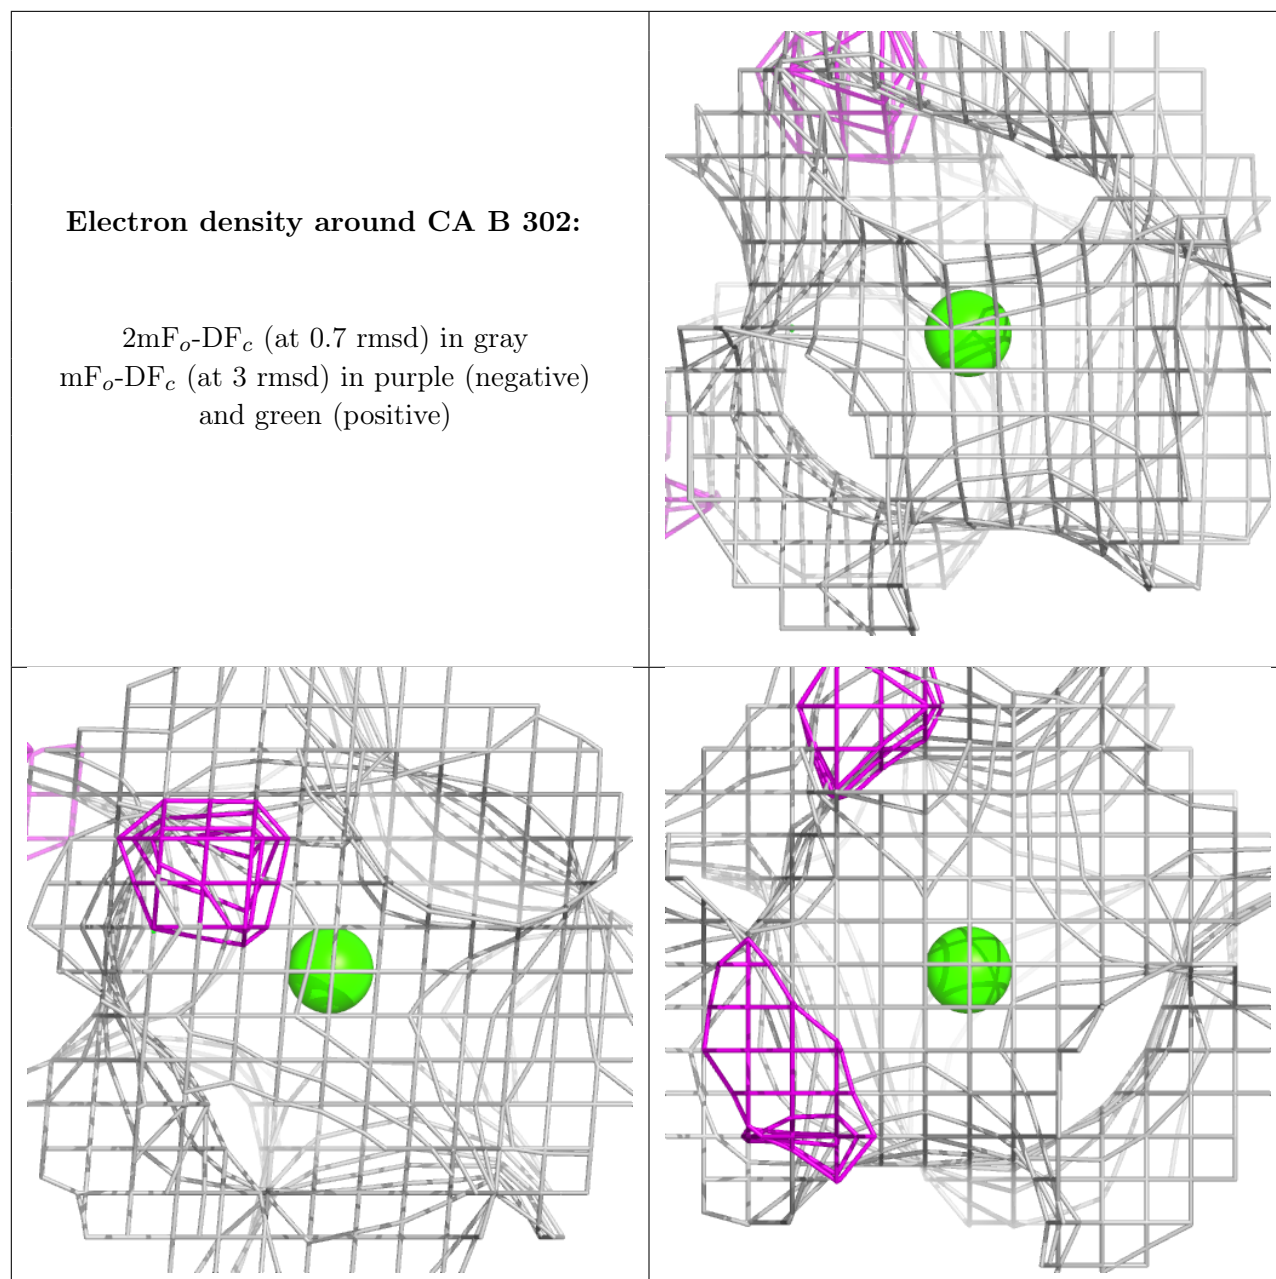 Electron density around CA B 302:
2mFo-DFc (at 0.7 rmsd) in gray
mFo-DFc (at 3 rmsd) in purple (negative)
and green (positive)